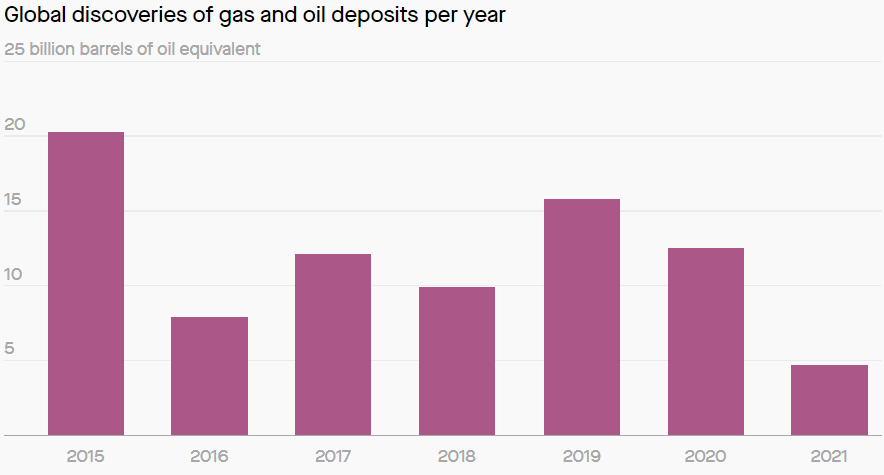 Global discoveries of gas and oil deposits per year
25 billion barrels of oil equivalent
20
15
10
5
2015 2016 2017 2018 2019 2020 2021